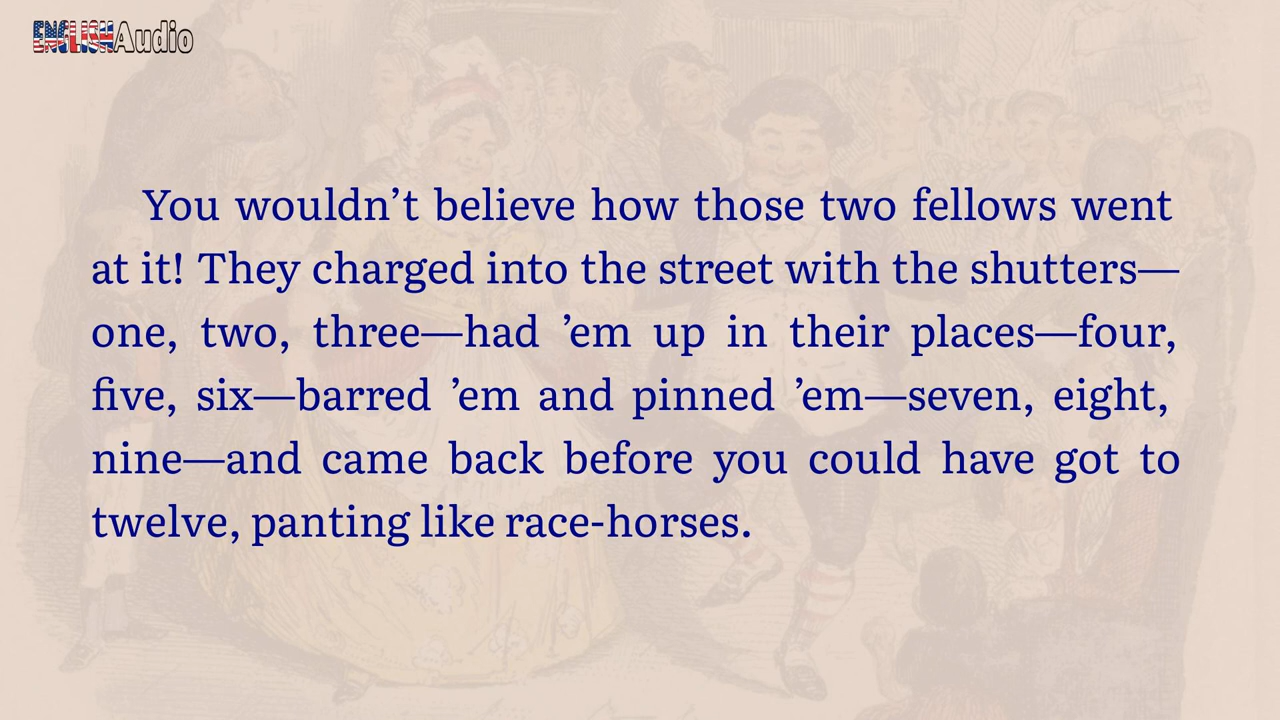 ENGLISHAudio
You wouldn’t believe how those two fellows went
at it! They charged into the street with the shutters—
one, two, three—had ’em up in their places—four,
five, six—barred ’em and pinned ’em—seven, eight,
nine—and came back before you could have got to
twelve, panting like race-horses.